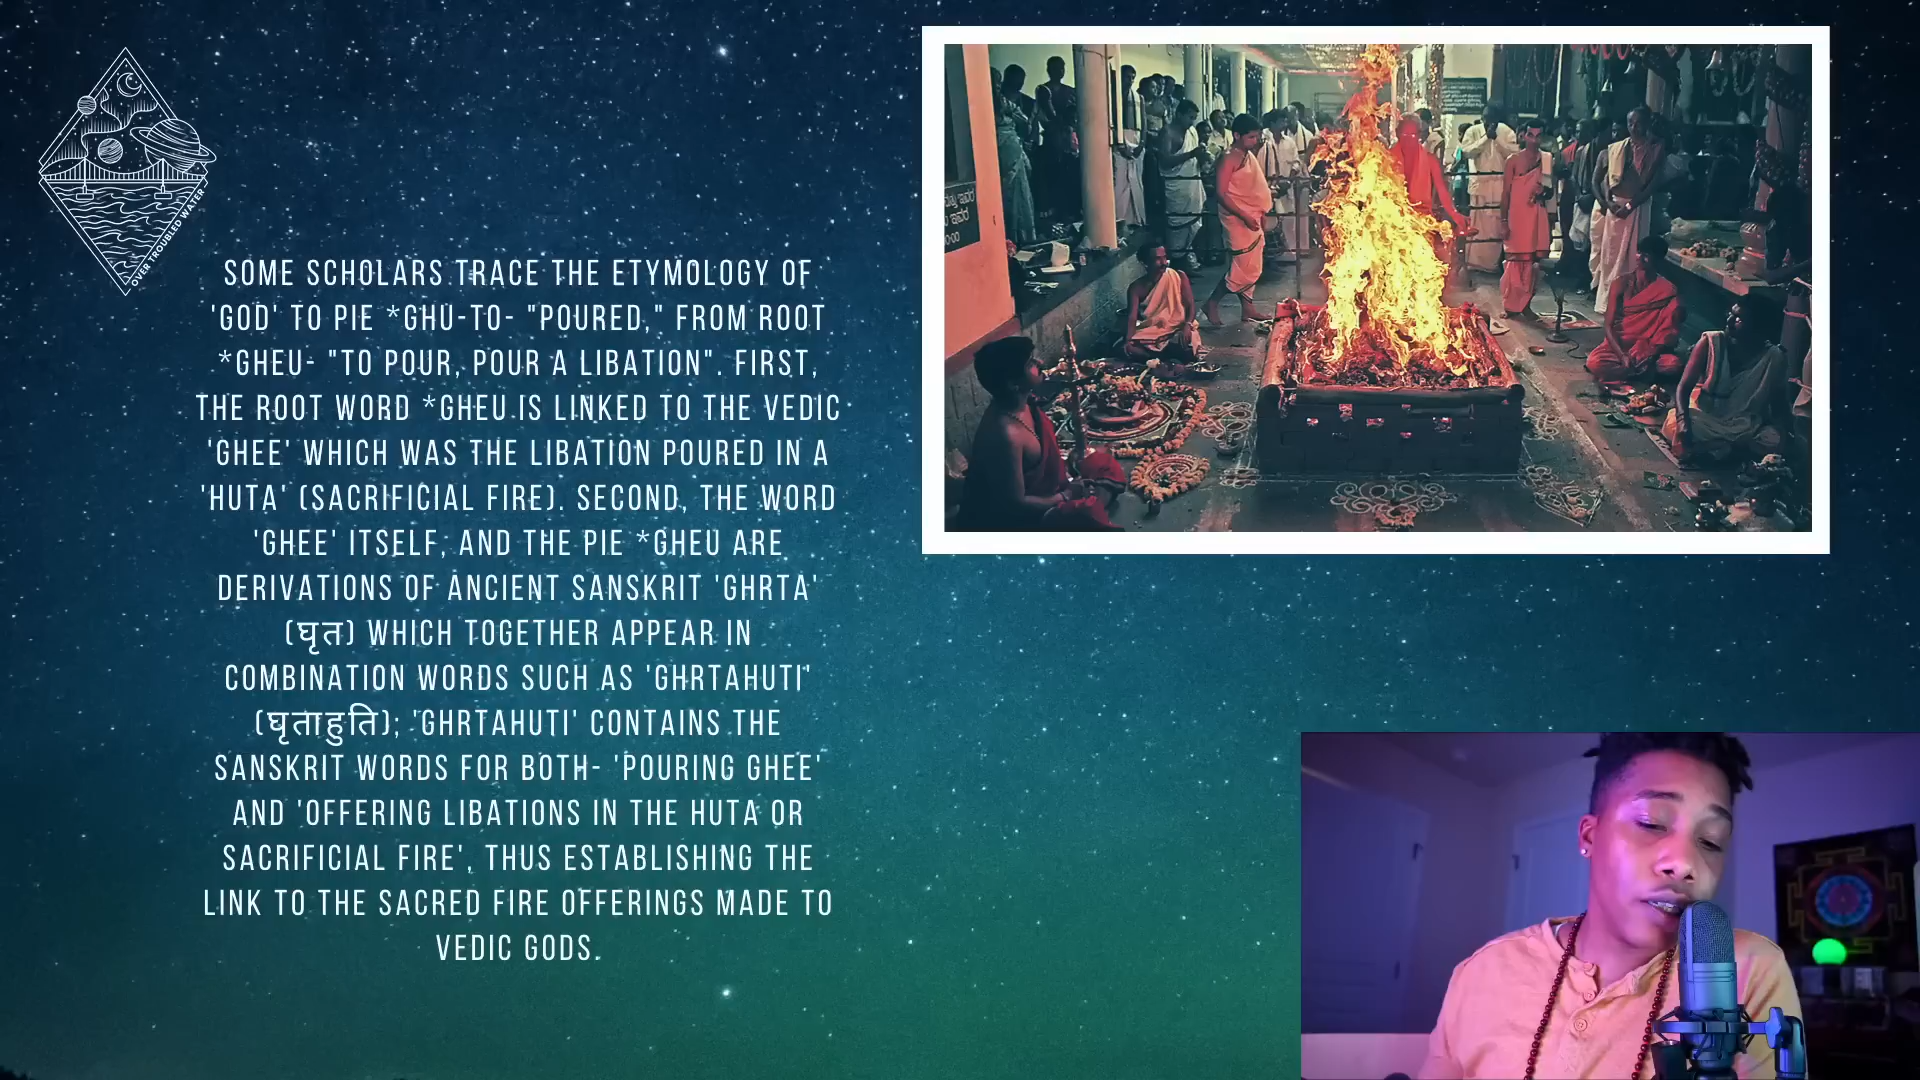 OVER TROUBLED WATER
SOME SCHOLARS TRACE THE ETYMOLOGY OF
'GOD' TO PIE *GHU-TO- "POURED," FROM ROOT
*GHEU- "TO POUR, POUR A LIBATION". FIRST,
THE ROOT WORD *GHEU IS LINKED TO THE VEDIC
'GHEE' WHICH WAS THE LIBATION POURED IN A
'HUTA' (SACRIFICIAL FIRE). SECOND, THE WORD
'GHEE' ITSELF, AND THE PIE *GHEU ARE
DERIVATIONS OF ANCIENT SANSKRIT 'GHRTA'
(घृत) WHICH TOGETHER APPEAR IN
COMBINATION WORDS SUCH AS 'GHRTAHUTI'
(घृताहुति); 'GHRTAHUTI' CONTAINS THE
SANSKRIT WORDS FOR BOTH- 'POURING GHEE'
AND 'OFFERING LIBATIONS IN THE HUTA OR
SACRIFICIAL FIRE', THUS ESTABLISHING THE
LINK TO THE SACRED FIRE OFFERINGS MADE TO
VEDIC GODS.